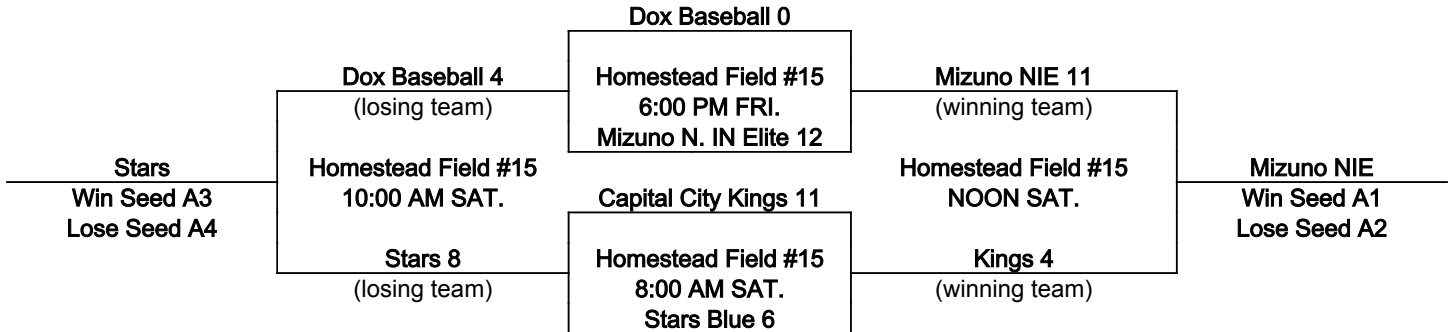 Dox Baseball 0
Dox Baseball 4
(losing team)
Homestead Field #15
6:00 PM FRI.
Mizuno N. IN Elite 12
Mizuno NIE 11
(winning team)
Stars
Win Seed A3
Lose Seed A4
Homestead Field #15
10:00 AM SAT.
Capital City Kings 11
Homestead Field #15
NOON SAT.
Mizuno NIE
Win Seed A1
Lose Seed A2
Stars 8
(losing team)
Homestead Field #15
8:00 AM SAT.
Stars Blue 6
Kings 4
(winning team)